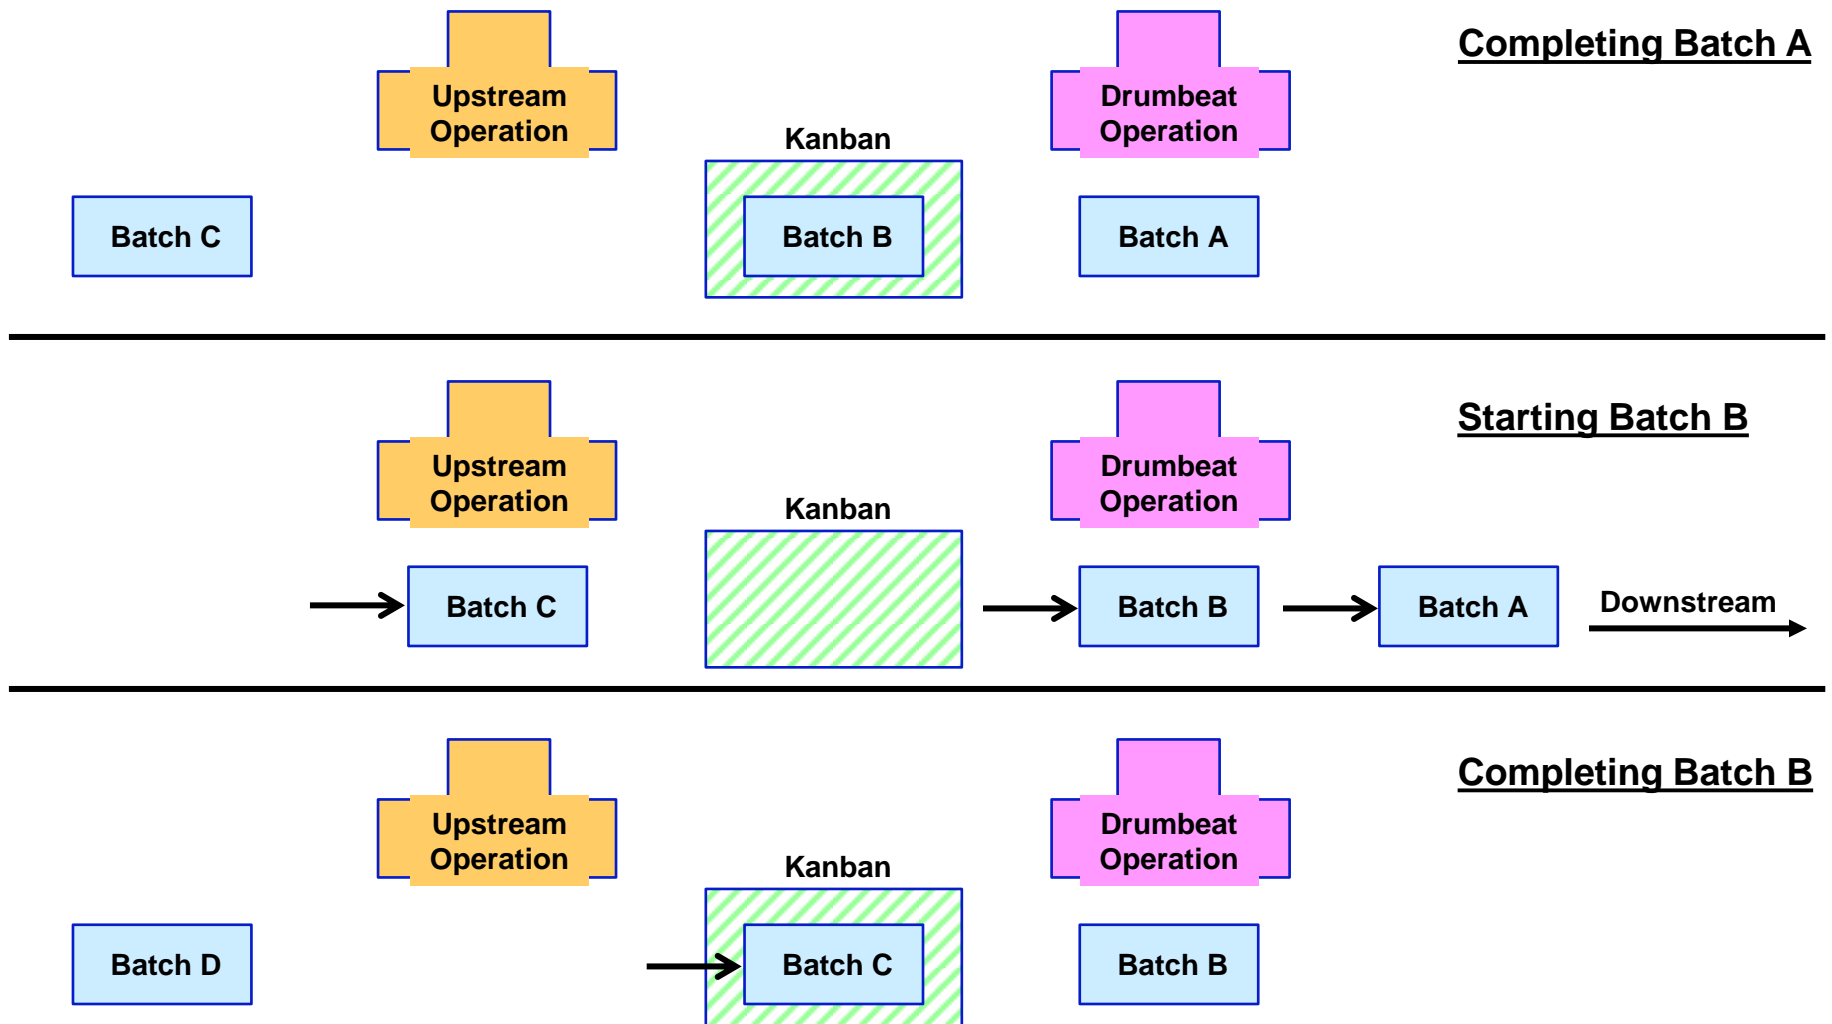 Completing Batch A
Upstream
Operation
Drumbeat
Operation
Kanban
Batch C
Batch B
Batch A
Starting Batch B
Upstream
Operation
Drumbeat
Operation
Kanban
Batch C
Batch B
Batch A
Downstream
Completing Batch B
Upstream
Operation
Drumbeat
Operation
Kanban
Batch D
Batch C
Batch B